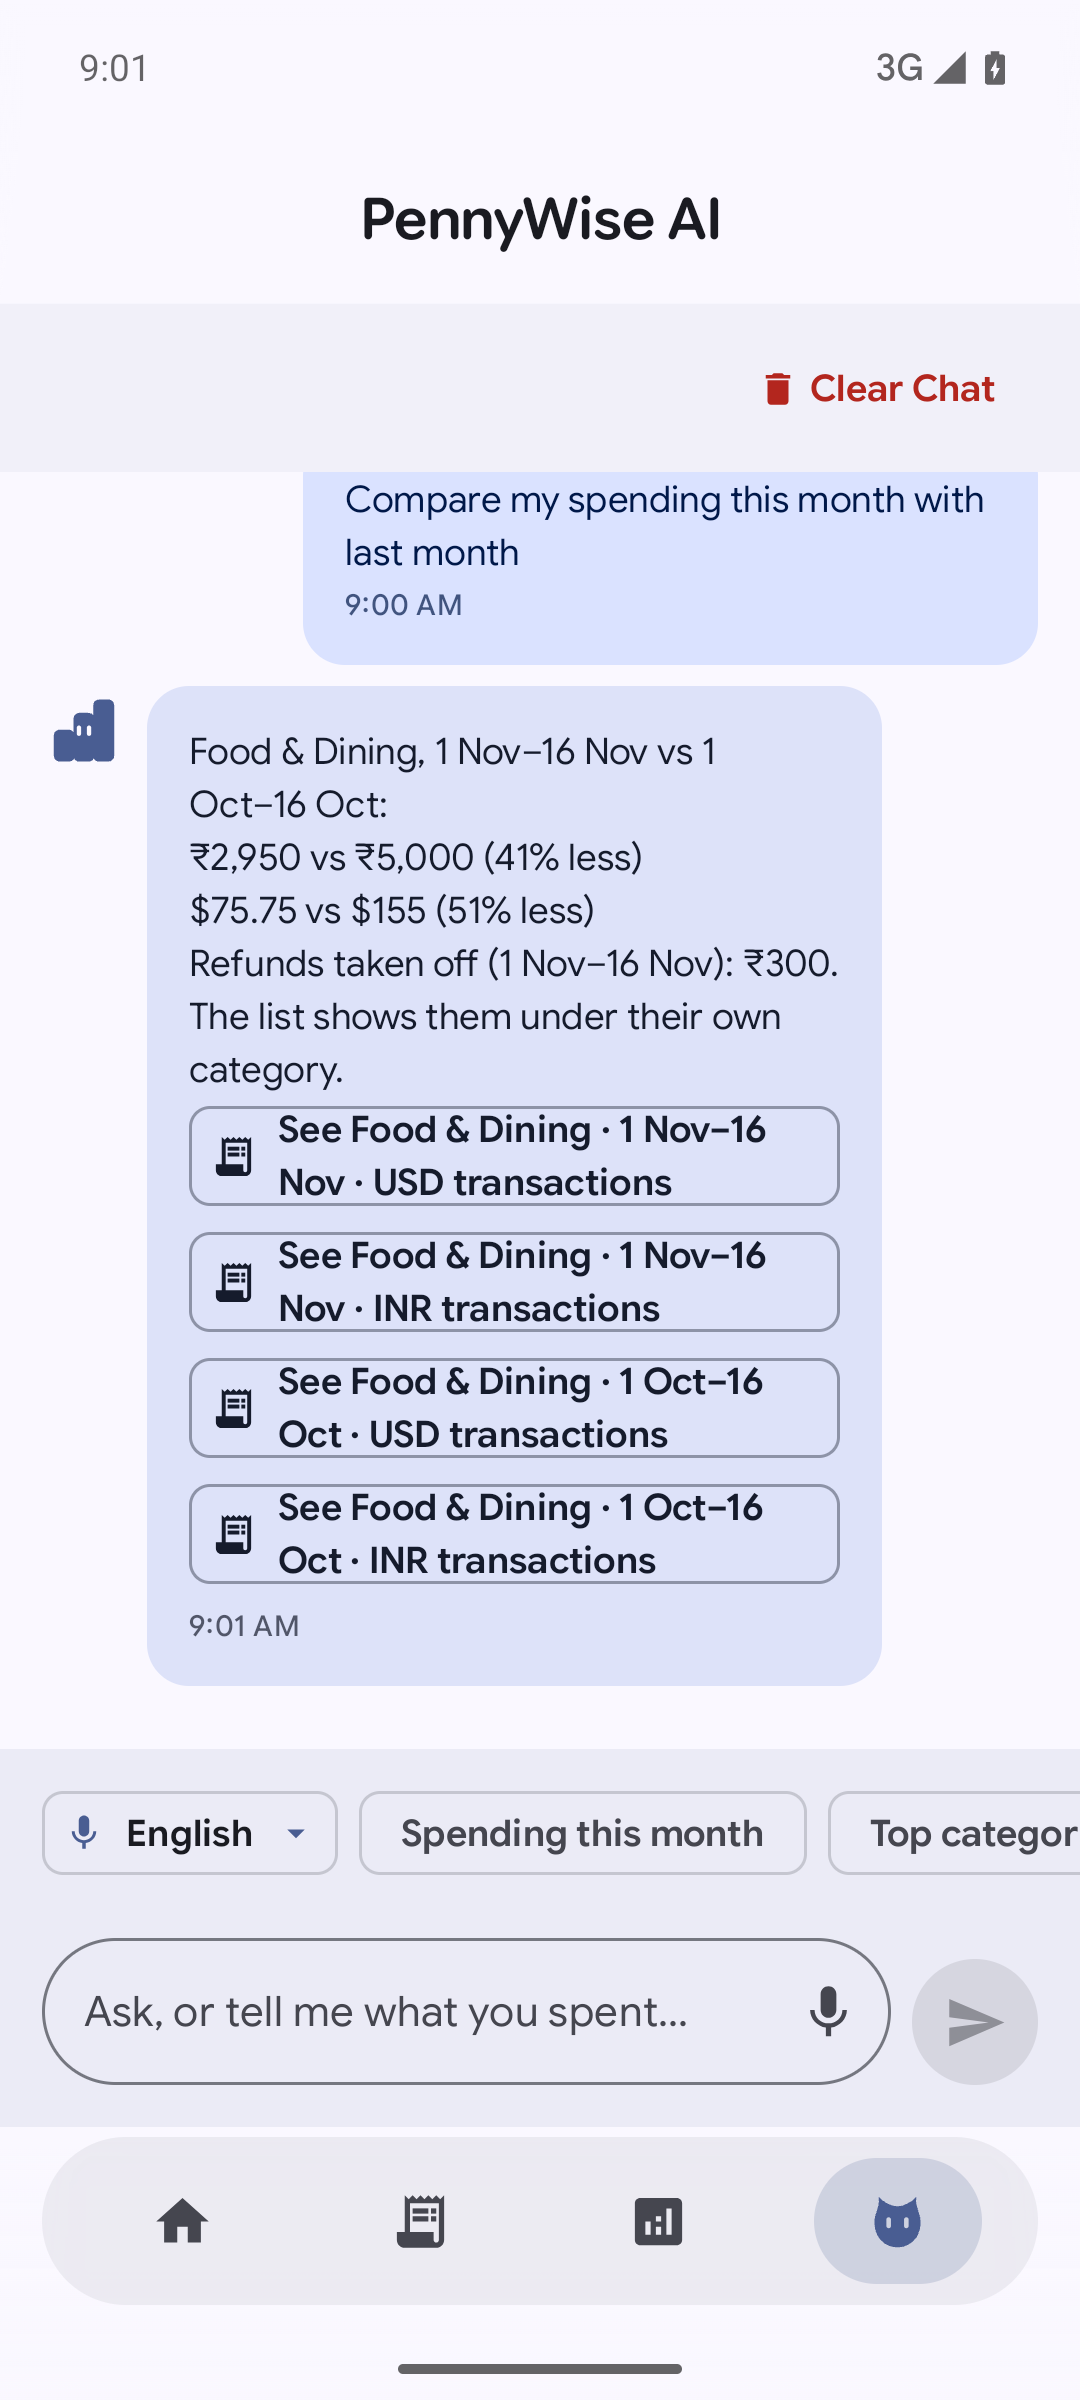 9:01
3G
PennyWise AI
Clear Chat
Compare my spending this month with
last month
9:00 AM
Food & Dining, 1 Nov–16 Nov vs 1
Oct–16 Oct:
₹2,950 vs ₹5,000 (41% less)
$75.75 vs $155 (51% less)
Refunds taken off (1 Nov–16 Nov): ₹300.
The list shows them under their own
category.
See Food & Dining · 1 Nov–16
Nov · USD transactions
See Food & Dining · 1 Nov–16
Nov · INR transactions
See Food & Dining · 1 Oct–16
Oct · USD transactions
See Food & Dining · 1 Oct–16
Oct · INR transactions
9:01 AM
English
Spending this month
Top categor
Ask, or tell me what you spent...